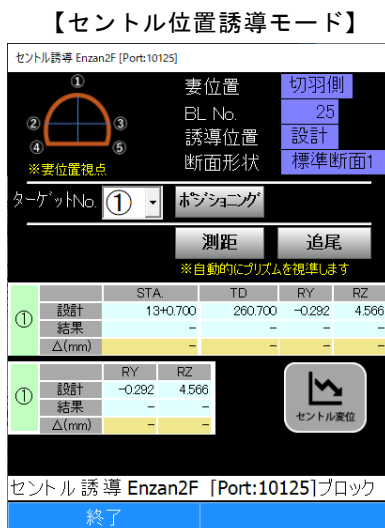 【セントル位置誘導モード】
セントル誘導 Enzan2F [Port:10125]
① 妻位置 切羽側
② ③ BL No. 25
④ ⑤ 誘導位置 設計
※妻位置視点 断面形状 標準断面1
ターゲットNo. ① ポジショニング
測距 追尾
※自動的にプリズムを視準します
STA. TD RY RZ
① 設計 13+0.700 260.700 -0.292 4.566
結果 - - - -
△(mm) - -
RY RZ
① 設計 -0.292 4.566
結果 - -
△(mm) - -
セントル変位
セントル誘導 Enzan2F [Port:10125]ブロック
終了